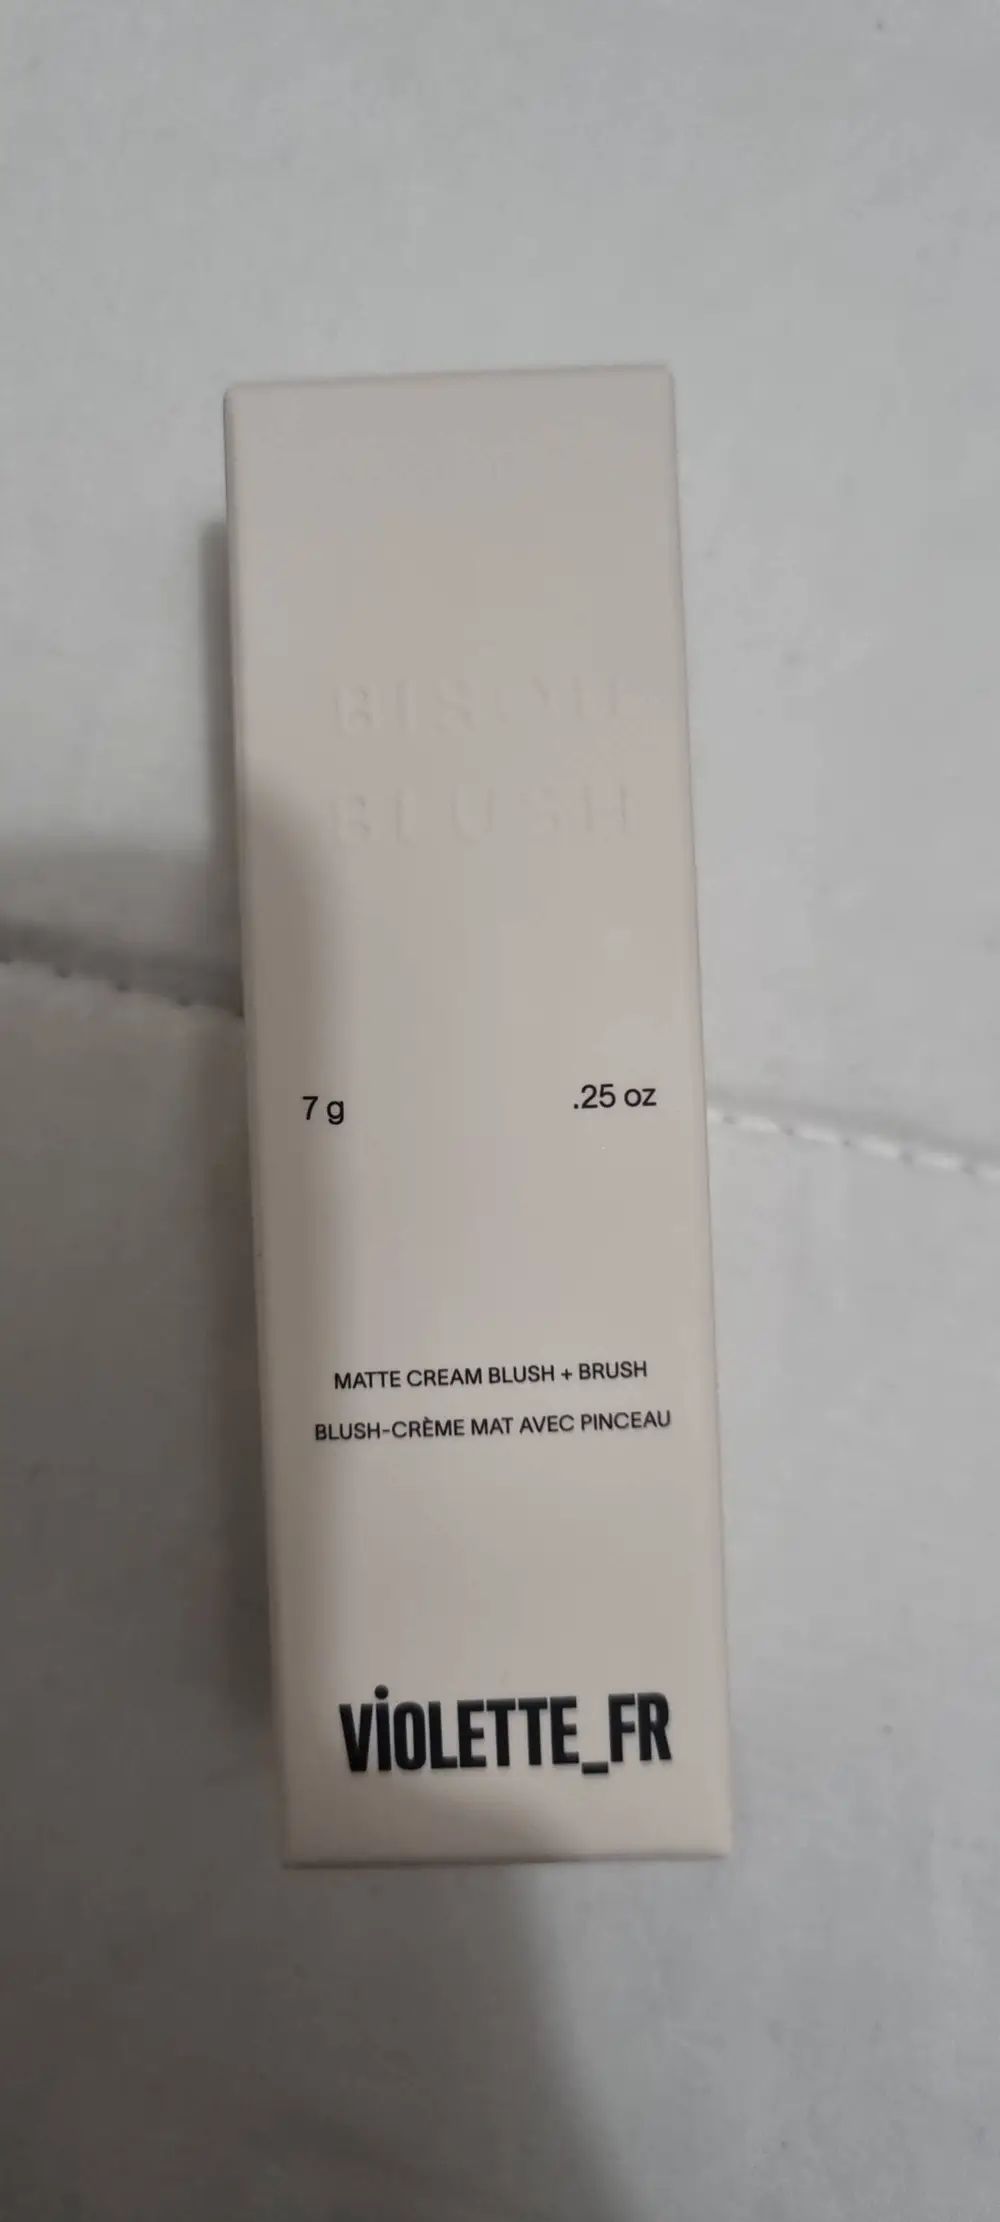 BISOU
BLUSH
7 g .25 oz
MATTE CREAM BLUSH + BRUSH
BLUSH-CRÈME MAT AVEC PINCEAU
VIOLETTE_FR